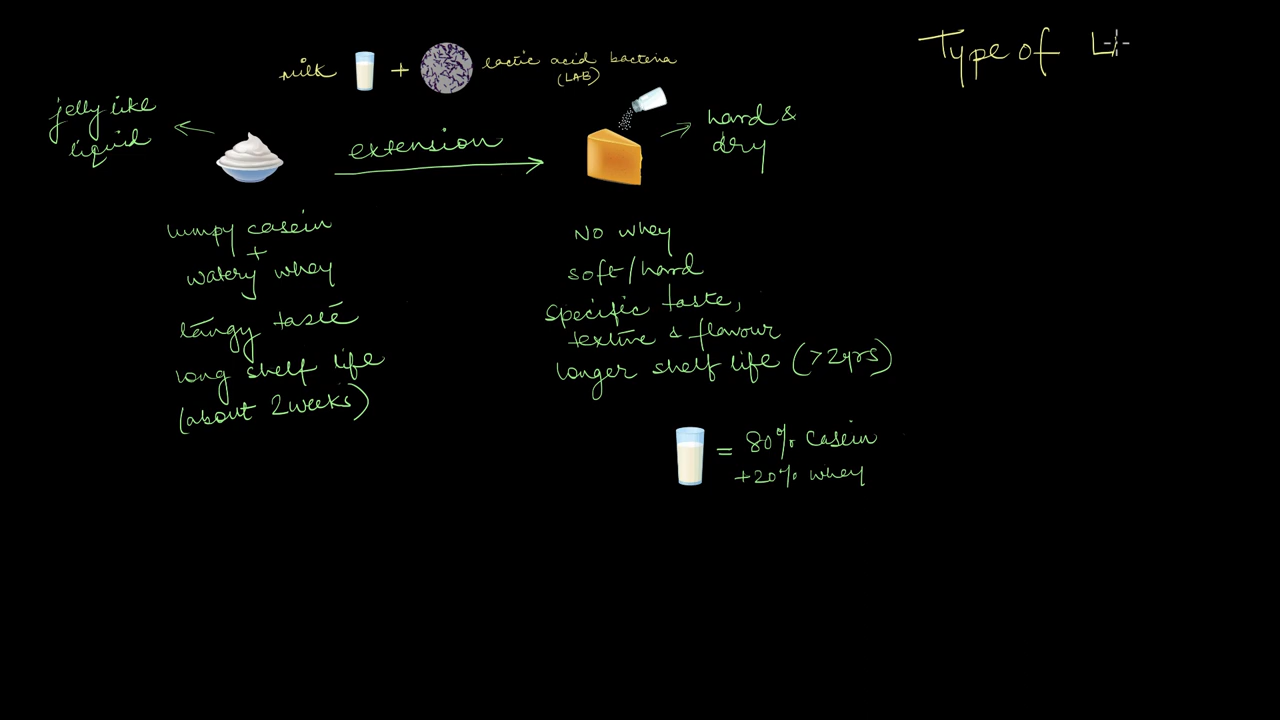 Type of L
milk + lactic acid bacteria
(LAB)
jelly like
liquid
extension
hard &
dry
lumpy casein
+
watery whey
tangy taste
long shelf life
(about 2 weeks)
No whey
soft/hard
specific taste,
texture & flavour
longer shelf life (>2yrs)
= 80% casein
+20% whey